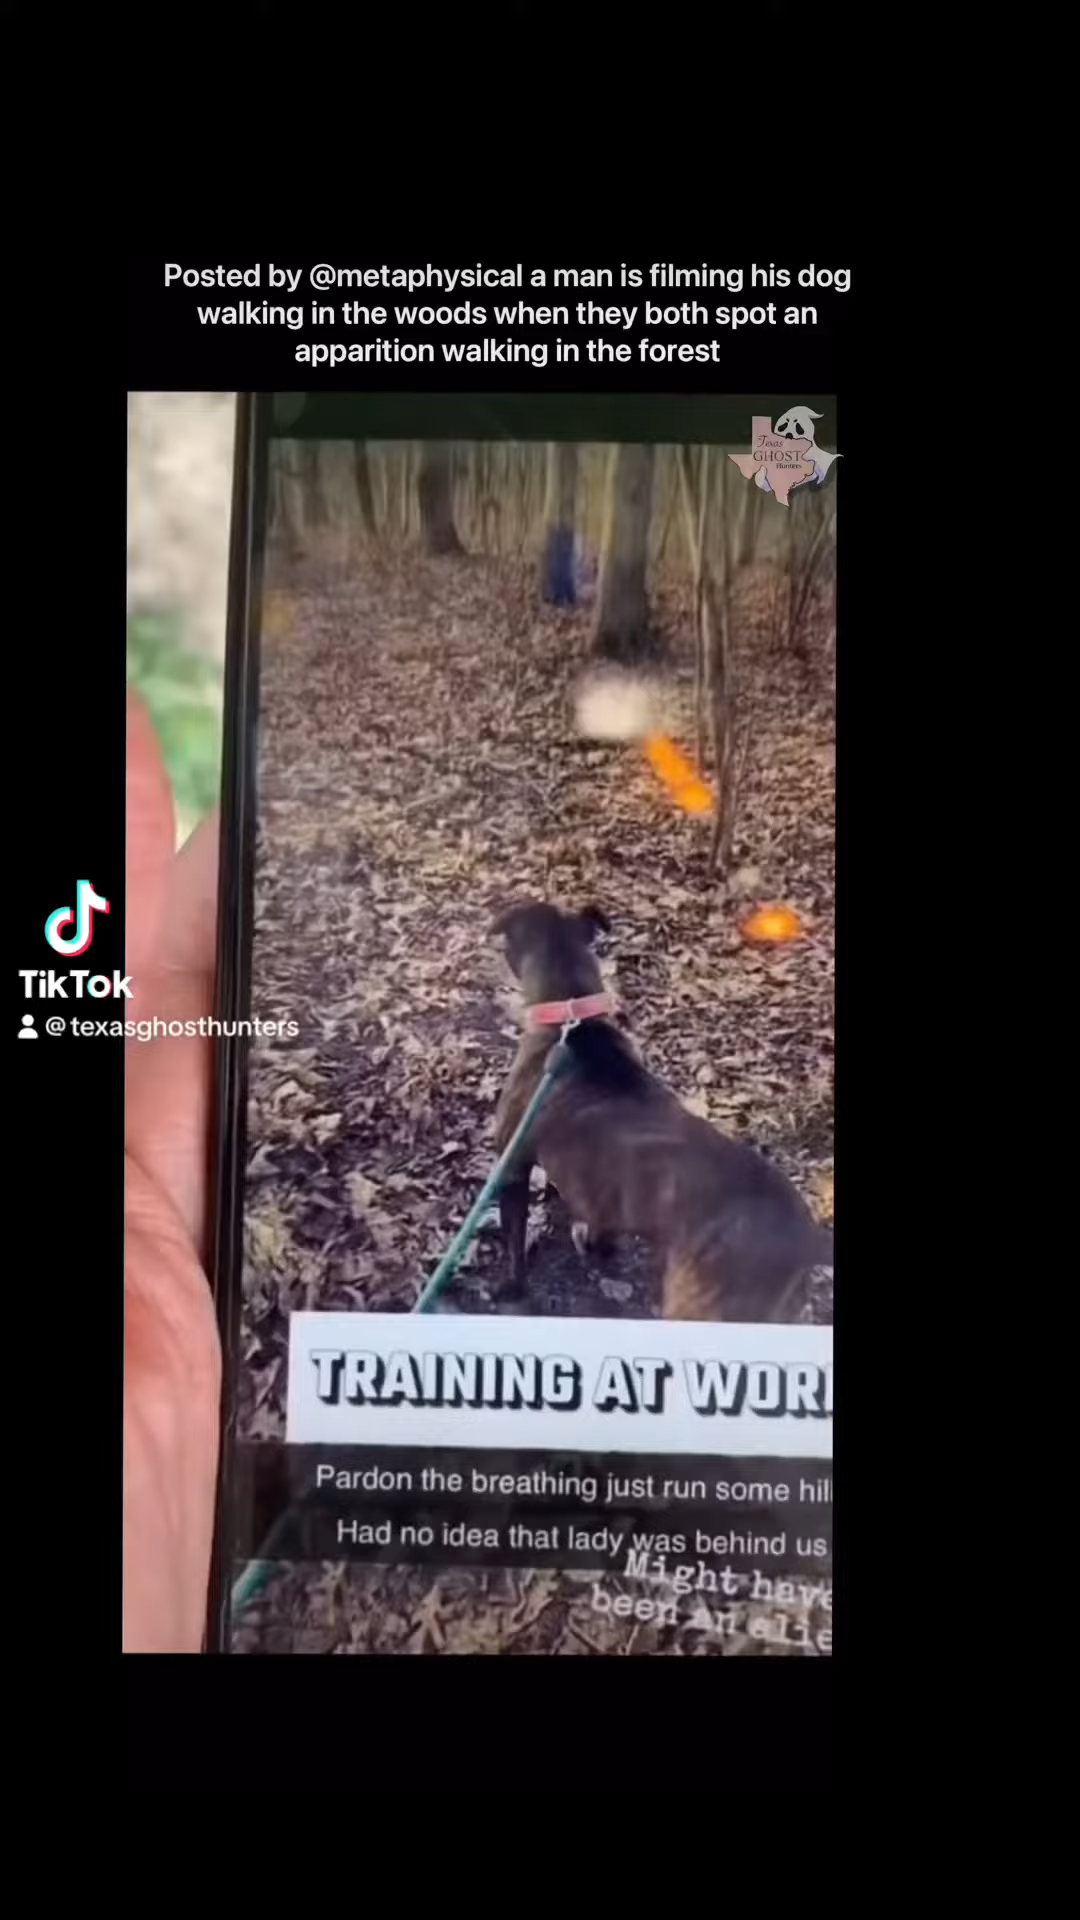 Posted by @metaphysical a man is filming his dog
walking in the woods when they both spot an
apparition walking in the forest
Texas
GHOST
Hunters
TikTok
@texasghosthunters
TRAINING AT WOR
Pardon the breathing just run some hil
Had no idea that lady was behind us
Might have
been an alie